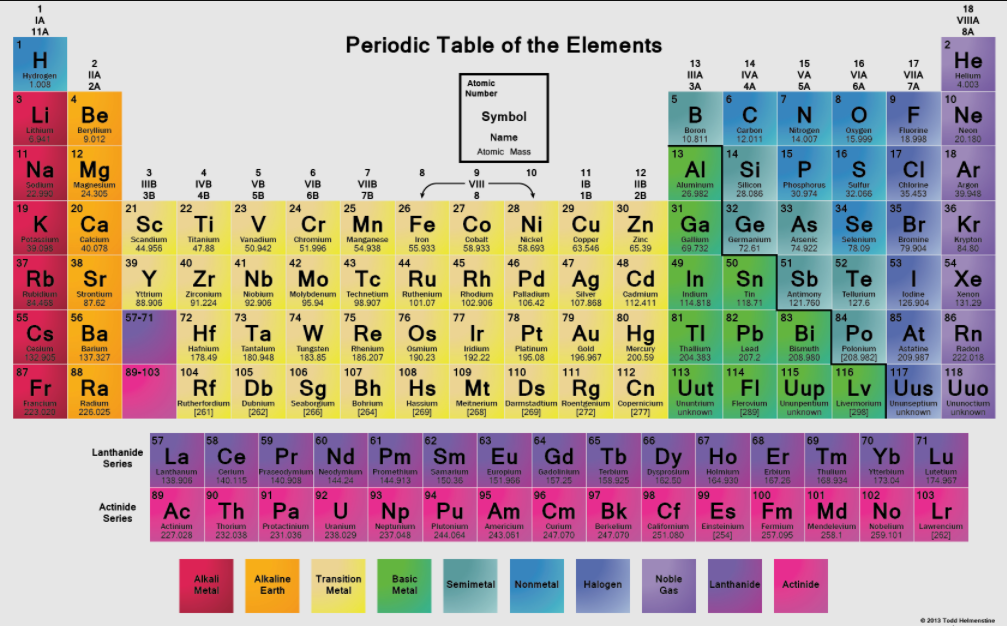 1
IA
11A
18
VIIIA
8A
Periodic Table of the Elements
2
IIA
2A
13 14 15 16 17
IIIA IVA VA VIA VIIA
3A 4A 5A 6A 7A
Atomic
Number
Symbol
Name
Atomic Mass
3 4 5 6 7 8 9 10 11 12
IIIB IVB VB VIB VIIB VIII IB IIB
3B 4B 5B 6B 7B 8 1B 2B
1 2
H He
Hydrogen Helium
1.008 4.003
3 4 5 6 7 8 9 10
Li Be B C N O F Ne
Lithium Beryllium Boron Carbon Nitrogen Oxygen Fluorine Neon
6.941 9.012 10.811 12.011 14.007 15.999 18.998 20.180
11 12 13 14 15 16 17 18
Na Mg Al Si P S Cl Ar
Sodium Magnesium Aluminum Silicon Phosphorus Sulfur Chlorine Argon
22.990 24.305 26.982 28.086 30.974 32.066 35.453 39.948
19 20 21 22 23 24 25 26 27 28 29 30 31 32 33 34 35 36
K Ca Sc Ti V Cr Mn Fe Co Ni Cu Zn Ga Ge As Se Br Kr
Potassium Calcium Scandium Titanium Vanadium Chromium Manganese Iron Cobalt Nickel Copper Zinc Gallium Germanium Arsenic Selenium Bromine Krypton
39.098 40.078 44.956 47.88 50.942 51.996 54.938 55.933 58.933 58.693 63.546 65.39 69.732 72.61 74.922 78.09 79.904 84.80
37 38 39 40 41 42 43 44 45 46 47 48 49 50 51 52 53 54
Rb Sr Y Zr Nb Mo Tc Ru Rh Pd Ag Cd In Sn Sb Te I Xe
Rubidium Strontium Yttrium Zirconium Niobium Molybdenum Technetium Ruthenium Rhodium Palladium Silver Cadmium Indium Tin Antimony Tellurium Iodine Xenon
84.468 87.62 88.906 91.224 92.906 95.94 98.907 101.07 102.906 106.42 107.868 112.411 114.818 118.71 121.760 127.6 126.904 131.29
55 56 57-71 72 73 74 75 76 77 78 79 80 81 82 83 84 85 86
Cs Ba Hf Ta W Re Os Ir Pt Au Hg Tl Pb Bi Po At Rn
Cesium Barium Hafnium Tantalum Tungsten Rhenium Osmium Iridium Platinum Gold Mercury Thallium Lead Bismuth Polonium Astatine Radon
132.905 137.327 178.49 180.948 183.85 186.207 190.23 192.22 195.08 196.967 200.59 204.383 207.2 208.980 [208.982] 209.987 222.018
87 88 89-103 104 105 106 107 108 109 110 111 112 113 114 115 116 117 118
Fr Ra Rf Db Sg Bh Hs Mt Ds Rg Cn Uut Fl Uup Lv Uus Uuo
Francium Radium Rutherfordium Dubnium Seaborgium Bohrium Hassium Meitnerium Darmstadtium Roentgenium Copernicium Ununtrium Flerovium Ununpentium Livermorium Ununseptium Ununoctium
223.020 226.025 [261] [262] [266] [264] [269] [268] [269] [272] [277] unknown [289] unknown [298] unknown unknown
Lanthanide
Series
57 58 59 60 61 62 63 64 65 66 67 68 69 70 71
La Ce Pr Nd Pm Sm Eu Gd Tb Dy Ho Er Tm Yb Lu
Lanthanum Cerium Praseodymium Neodymium Promethium Samarium Europium Gadolinium Terbium Dysprosium Holmium Erbium Thulium Ytterbium Lutetium
138.906 140.115 140.908 144.24 144.913 150.36 151.966 157.25 158.925 162.50 164.930 167.26 168.934 173.04 174.967
Actinide
Series
89 90 91 92 93 94 95 96 97 98 99 100 101 102 103
Ac Th Pa U Np Pu Am Cm Bk Cf Es Fm Md No Lr
Actinium Thorium Protactinium Uranium Neptunium Plutonium Americium Curium Berkelium Californium Einsteinium Fermium Mendelevium Nobelium Lawrencium
227.028 232.038 231.036 238.029 237.048 244.064 243.061 247.070 247.070 251.080 [254] 257.095 258.1 259.101 [262]
Alkali
Metal
Alkaline
Earth
Transition
Metal
Basic
Metal
Semimetal
Nonmetal
Halogen
Noble
Gas
Lanthanide
Actinide
© 2013 Todd Helmenstine